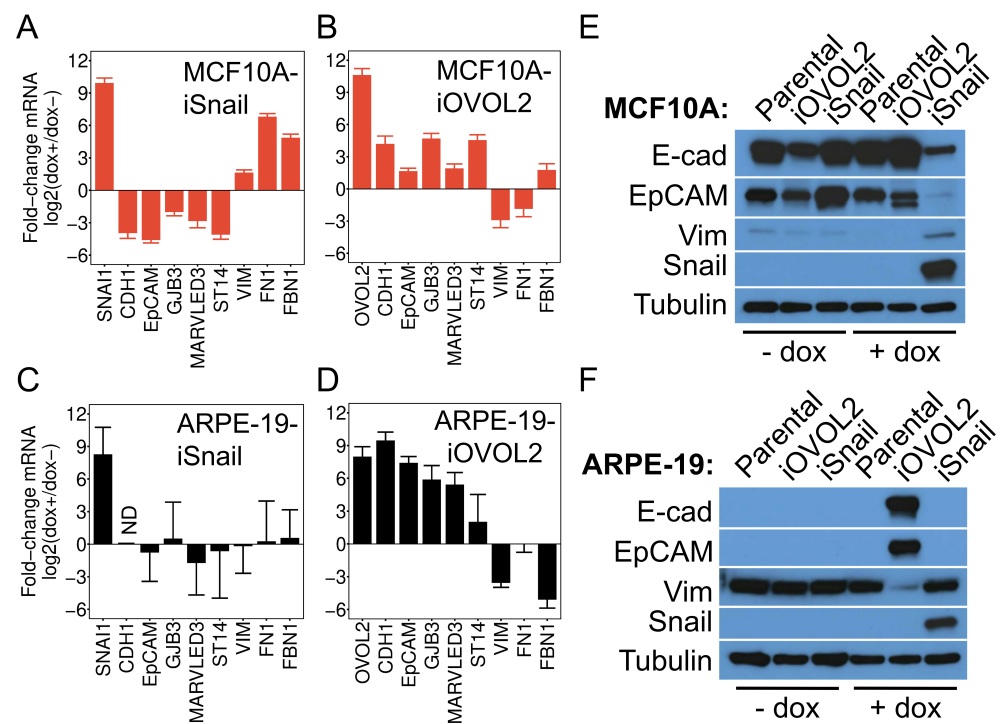 A
MCF10A-
iSnail
Fold−change mRNA
log2(dox+/dox−)
12
9
6
3
0
−3
−6
SNAI1
CDH1
EpCAM
GJB3
MARVLED3
ST14
VIM
FN1
FBN1
B
MCF10A-
iOVOL2
12
9
6
3
0
−3
−6
OVOL2
CDH1
EpCAM
GJB3
MARVLED3
ST14
VIM
FN1
FBN1
C
ARPE-19-
iSnail
Fold−change mRNA
log2(dox+/dox−)
12
9
6
3
0
−3
−6
ND
SNAI1
CDH1
EpCAM
GJB3
MARVLED3
ST14
VIM
FN1
FBN1
D
ARPE-19-
iOVOL2
12
9
6
3
0
−3
−6
OVOL2
CDH1
EpCAM
GJB3
MARVLED3
ST14
VIM
FN1
FBN1
E
MCF10A:
Parental
iOVOL2
iSnail
Parental
iOVOL2
iSnail
E-cad
EpCAM
Vim
Snail
Tubulin
- dox
+ dox
F
ARPE-19:
Parental
iOVOL2
iSnail
Parental
iOVOL2
iSnail
E-cad
EpCAM
Vim
Snail
Tubulin
- dox
+ dox